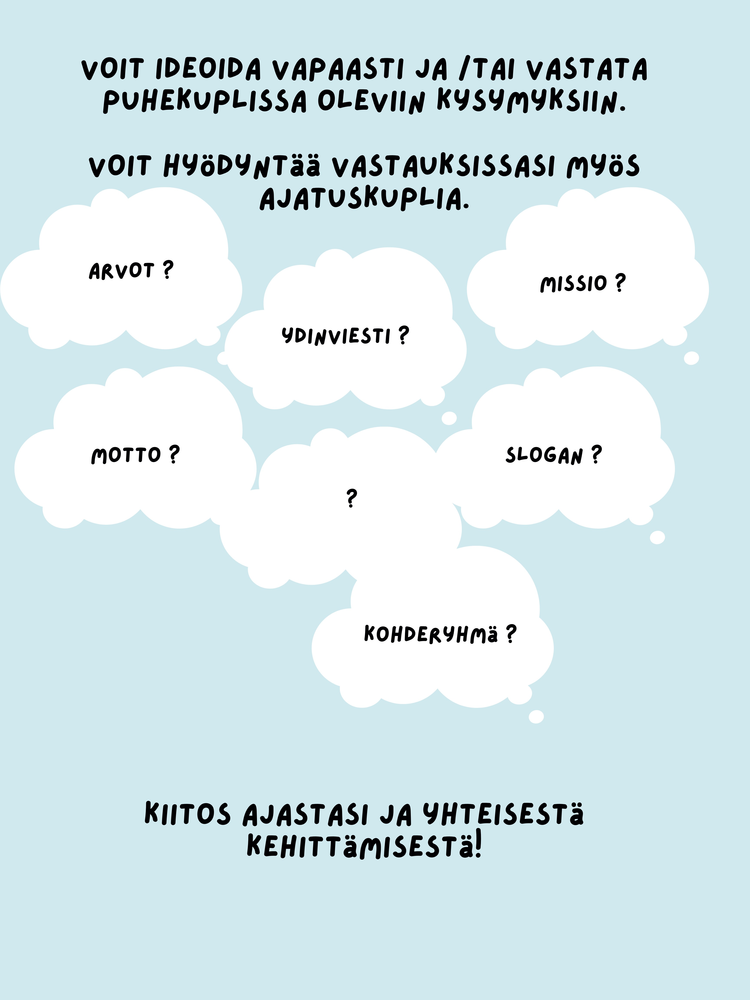 VOIT IDEOIDA VAPAASTI JA /TAI VASTATA
PUHEKUPLISSA OLEVIIN KYSYMYKSIIN.
VOIT HYÖDYNTÄÄ VASTAUKSISSASI MYÖS
AJATUSKUPLIA.
ARVOT ?
MISSIO ?
YDINVIESTI ?
MOTTO ?
SLOGAN ?
?
KOHDERYHMÄ ?
KIITOS AJASTASI JA YHTEISESTÄ
KEHITTÄMISESTÄ!